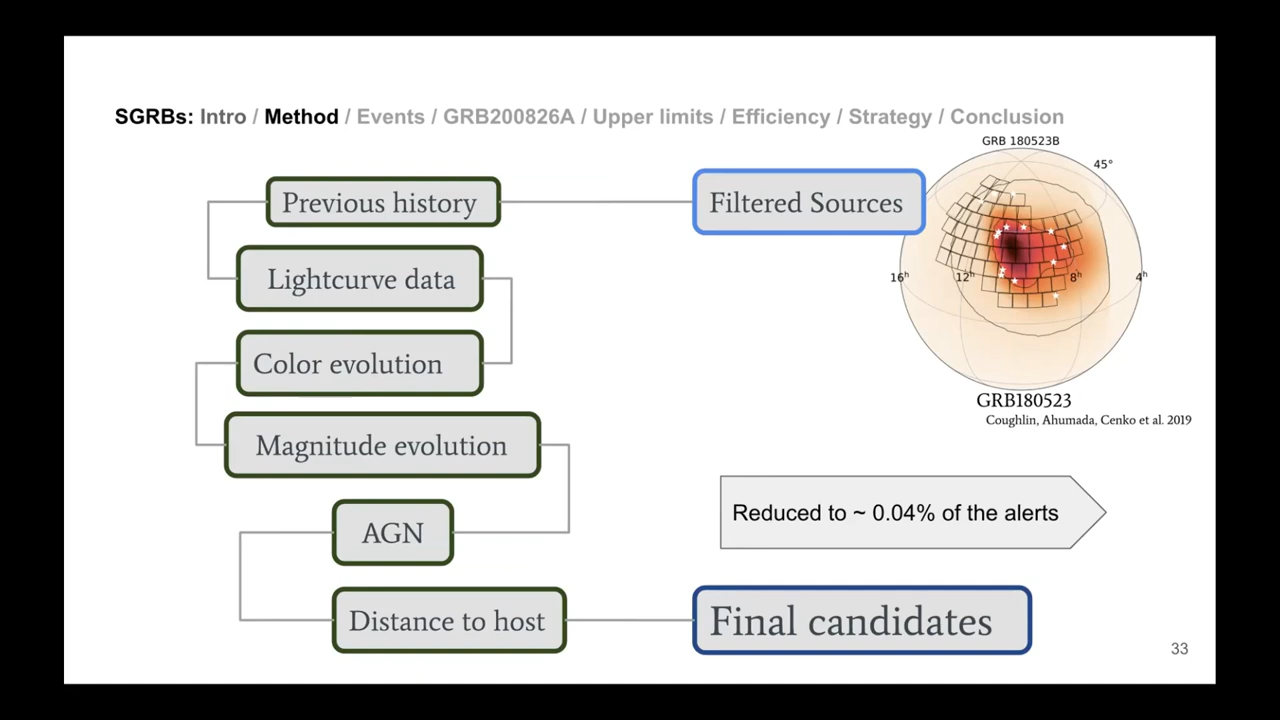 SGRBs: Intro / Method / Events / GRB200826A / Upper limits / Efficiency / Strategy / Conclusion
GRB 180523B
45°
Previous history
Filtered Sources
Lightcurve data
16ʰ
12ʰ
8ʰ
4ʰ
Color evolution
GRB180523
Coughlin, Ahumada, Cenko et al. 2019
Magnitude evolution
Reduced to ~ 0.04% of the alerts
AGN
Distance to host
Final candidates
33